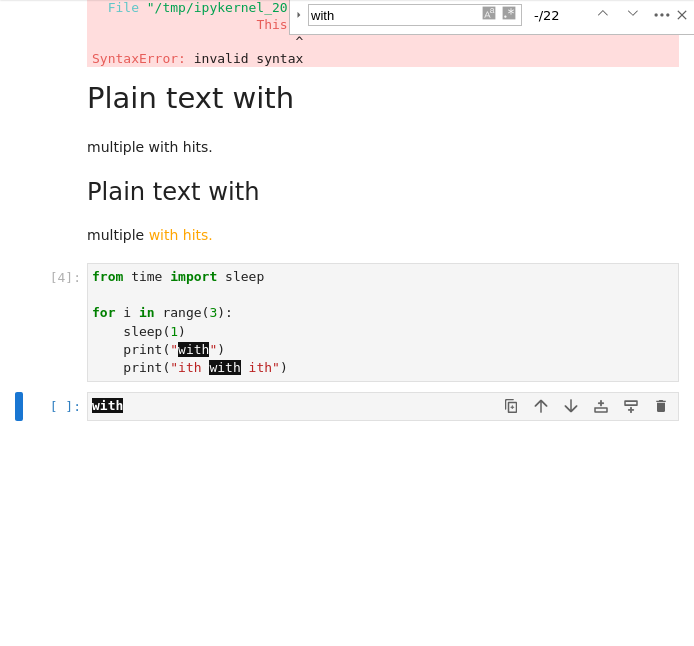 File "/tmp/ipykernel_20
with
-/22
This
^
SyntaxError: invalid syntax
Plain text with
multiple with hits.
Plain text with
multiple with hits.
[4]:
from time import sleep
for i in range(3):
    sleep(1)
    print("with")
    print("ith with ith")
[ ]:
with